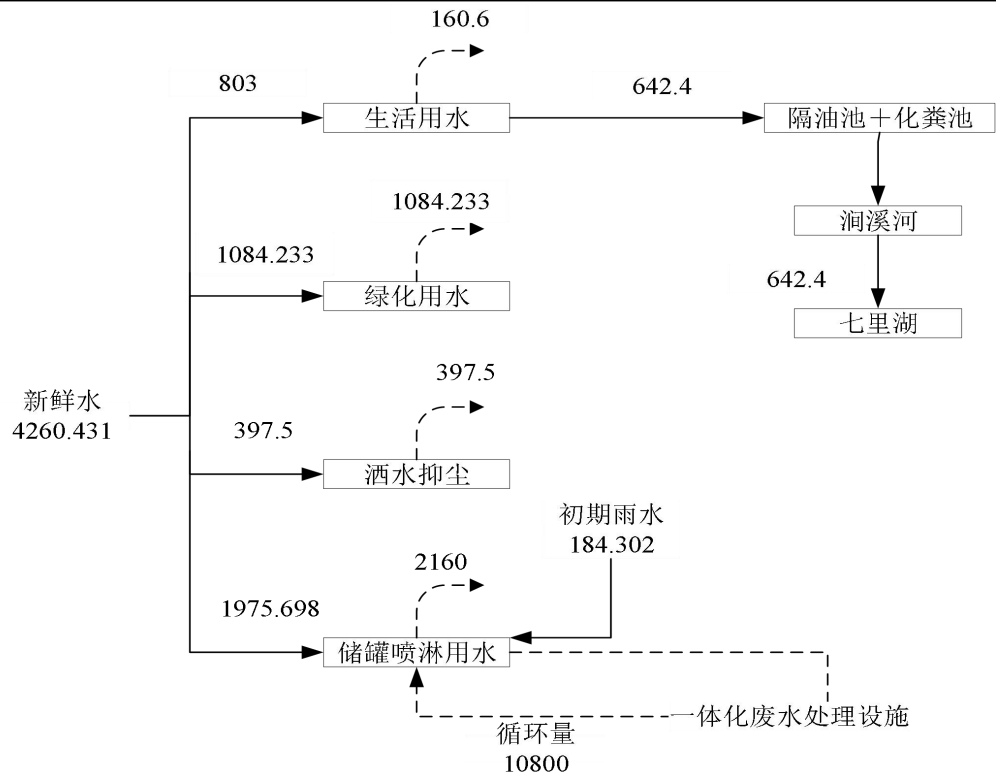 160.6
803
642.4
生活用水
隔油池+化粪池
1084.233
涧溪河
1084.233
642.4
绿化用水
七里湖
397.5
新鲜水
4260.431
397.5
洒水抑尘
初期雨水
184.302
2160
1975.698
储罐喷淋用水
一体化废水处理设施
循环量
10800